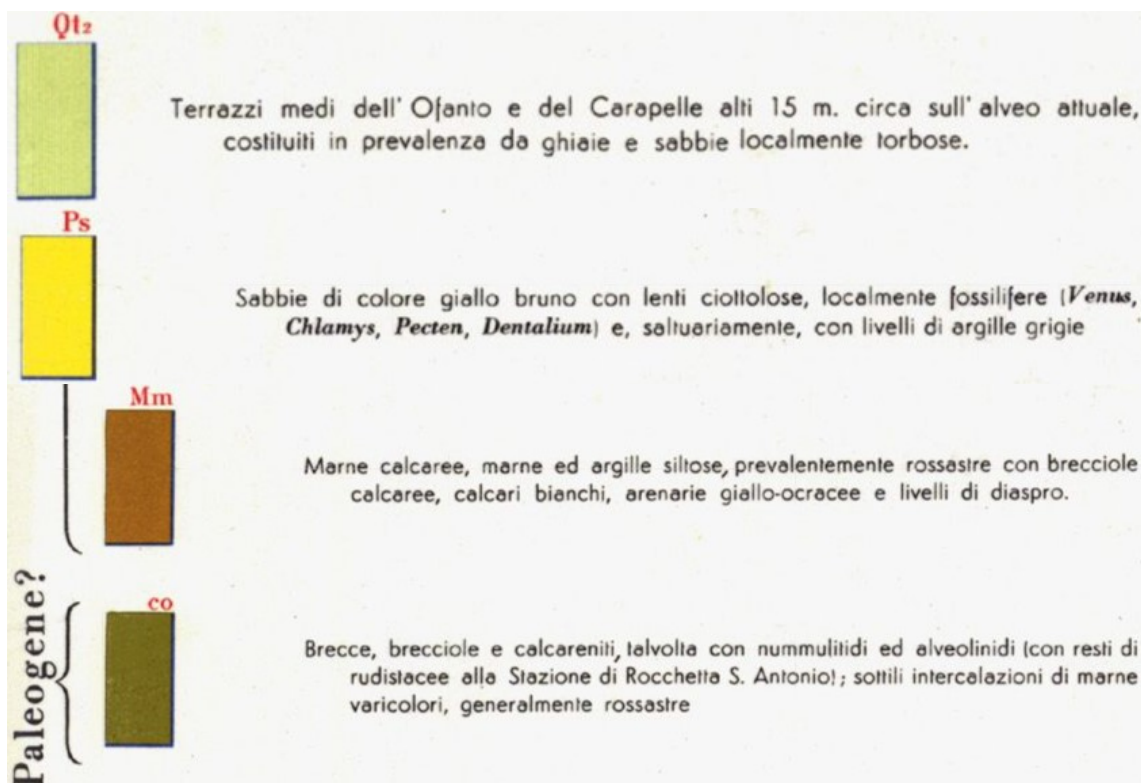 Qt2
Terrazzi medi dell' Ofanto e del Carapelle alti 15 m. circa sull' alveo attuale,
costituiti in prevalenza da ghiaie e sabbie localmente torbose.
Ps
Sabbie di colore giallo bruno con lenti ciottolose, localmente fossilifere (Venus,
Chlamys, Pecten, Dentalium) e, saltuariamente, con livelli di argille grigie
Mm
Marne calcaree, marne ed argille siltose, prevalentemente rossastre con brecciole
calcaree, calcari bianchi, arenarie giallo-ocracee e livelli di diaspro.
Paleogene?
co
Brecce, brecciole e calcareniti, talvolta con nummulitidi ed alveolinidi (con resti di
rudistacee alla Stazione di Rocchetta S. Antonio); sottili intercalazioni di marne
varicolori, generalmente rossastre